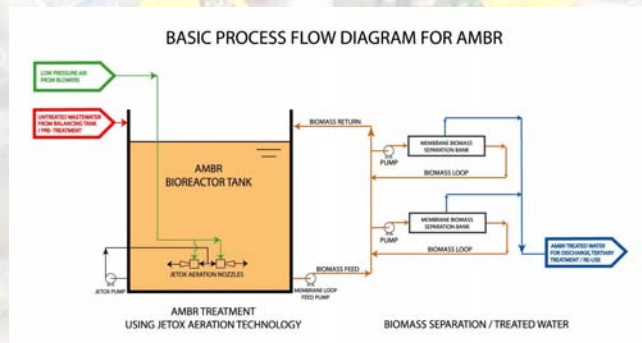 BASIC PROCESS FLOW DIAGRAM FOR AMBR
LOW PRESSURE AIR
FROM BLOWERS
UNTREATED WASTEWATER
FROM BALANCING TANK
/ PRE- TREATMENT
AMBR
BIOREACTOR TANK
JETOX AERATION NOZZLES
JETOX PUMP
BIOMASS RETURN
BIOMASS FEED
MEMBRANE LOOP
FEED PUMP
PUMP
MEMBRANE BIOMASS
SEPARATION BANK
BIOMASS LOOP
PUMP
MEMBRANE BIOMASS
SEPARATION BANK
BIOMASS LOOP
AMBR TREATED WATER
FOR DISCHARGE, TERTIARY
TREATMENT / RE-USE
AMBR TREATMENT
USING JETOX AERATION TECHNOLOGY
BIOMASS SEPARATION / TREATED WATER